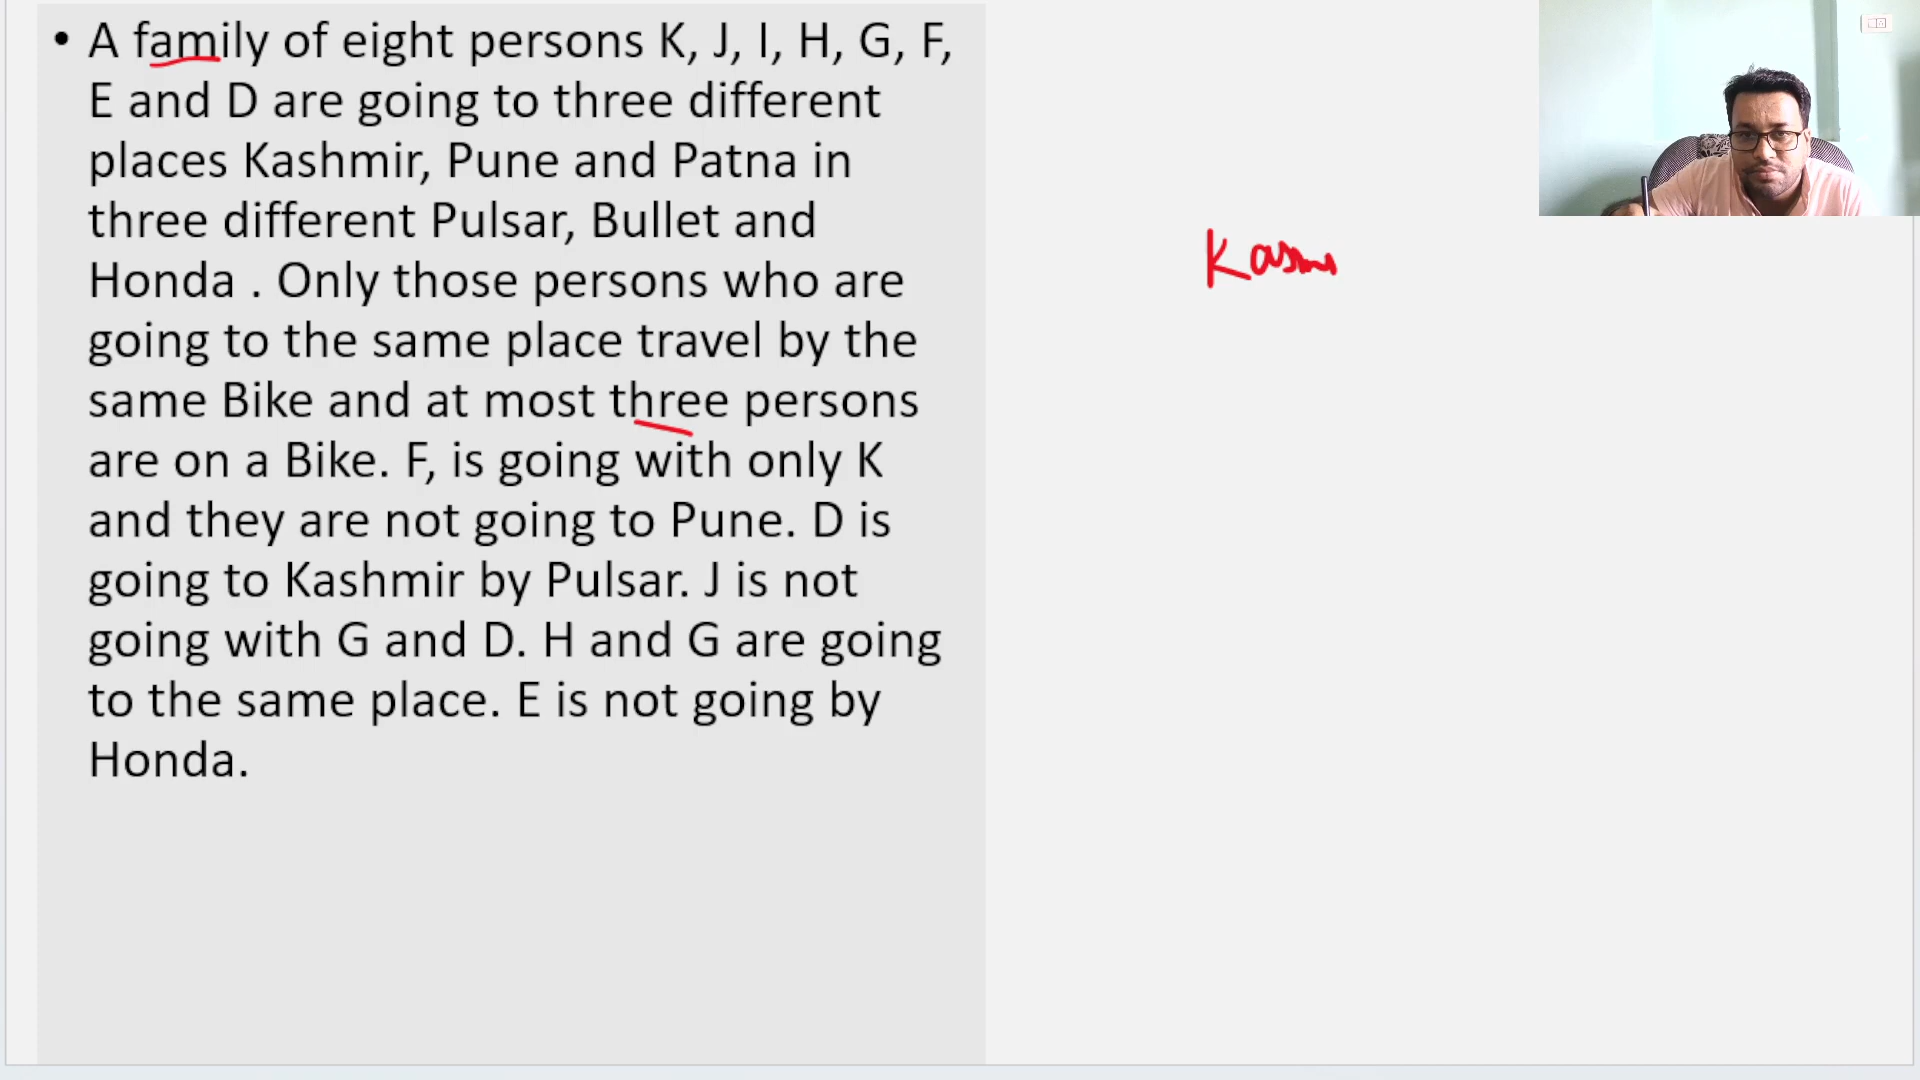 • A family of eight persons K, J, I, H, G, F,
E and D are going to three different
places Kashmir, Pune and Patna in
three different Pulsar, Bullet and
Honda . Only those persons who are
going to the same place travel by the
same Bike and at most three persons
are on a Bike. F, is going with only K
and they are not going to Pune. D is
going to Kashmir by Pulsar. J is not
going with G and D. H and G are going
to the same place. E is not going by
Honda.